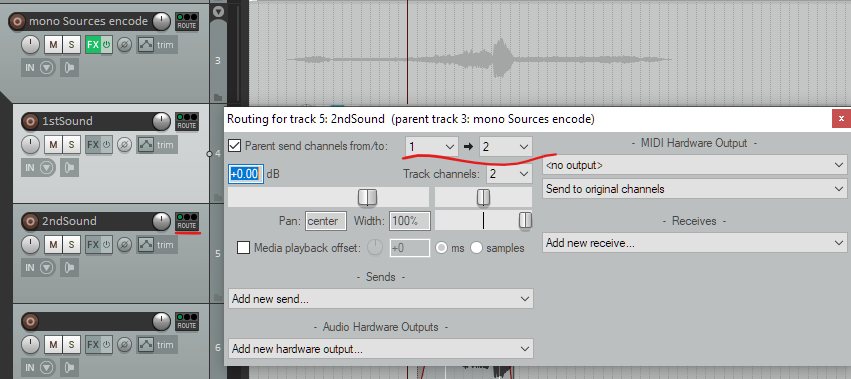 mono Sources encode
ROUTE
M S FX trim
IN
3
1stSound
ROUTE
M S FX trim
IN
4
2ndSound
ROUTE
M S FX trim
IN
5
ROUTE
M S FX trim
IN
6
Routing for track 5: 2ndSound (parent track 3: mono Sources encode)
x
Parent send channels from/to: 1 2
+0.00 dB Track channels: 2
Pan: center Width: 100%
Media playback offset: +0 ms samples
- Sends -
Add new send...
- Audio Hardware Outputs -
Add new hardware output...
- MIDI Hardware Output -
<no output>
Send to original channels
- Receives -
Add new receive...